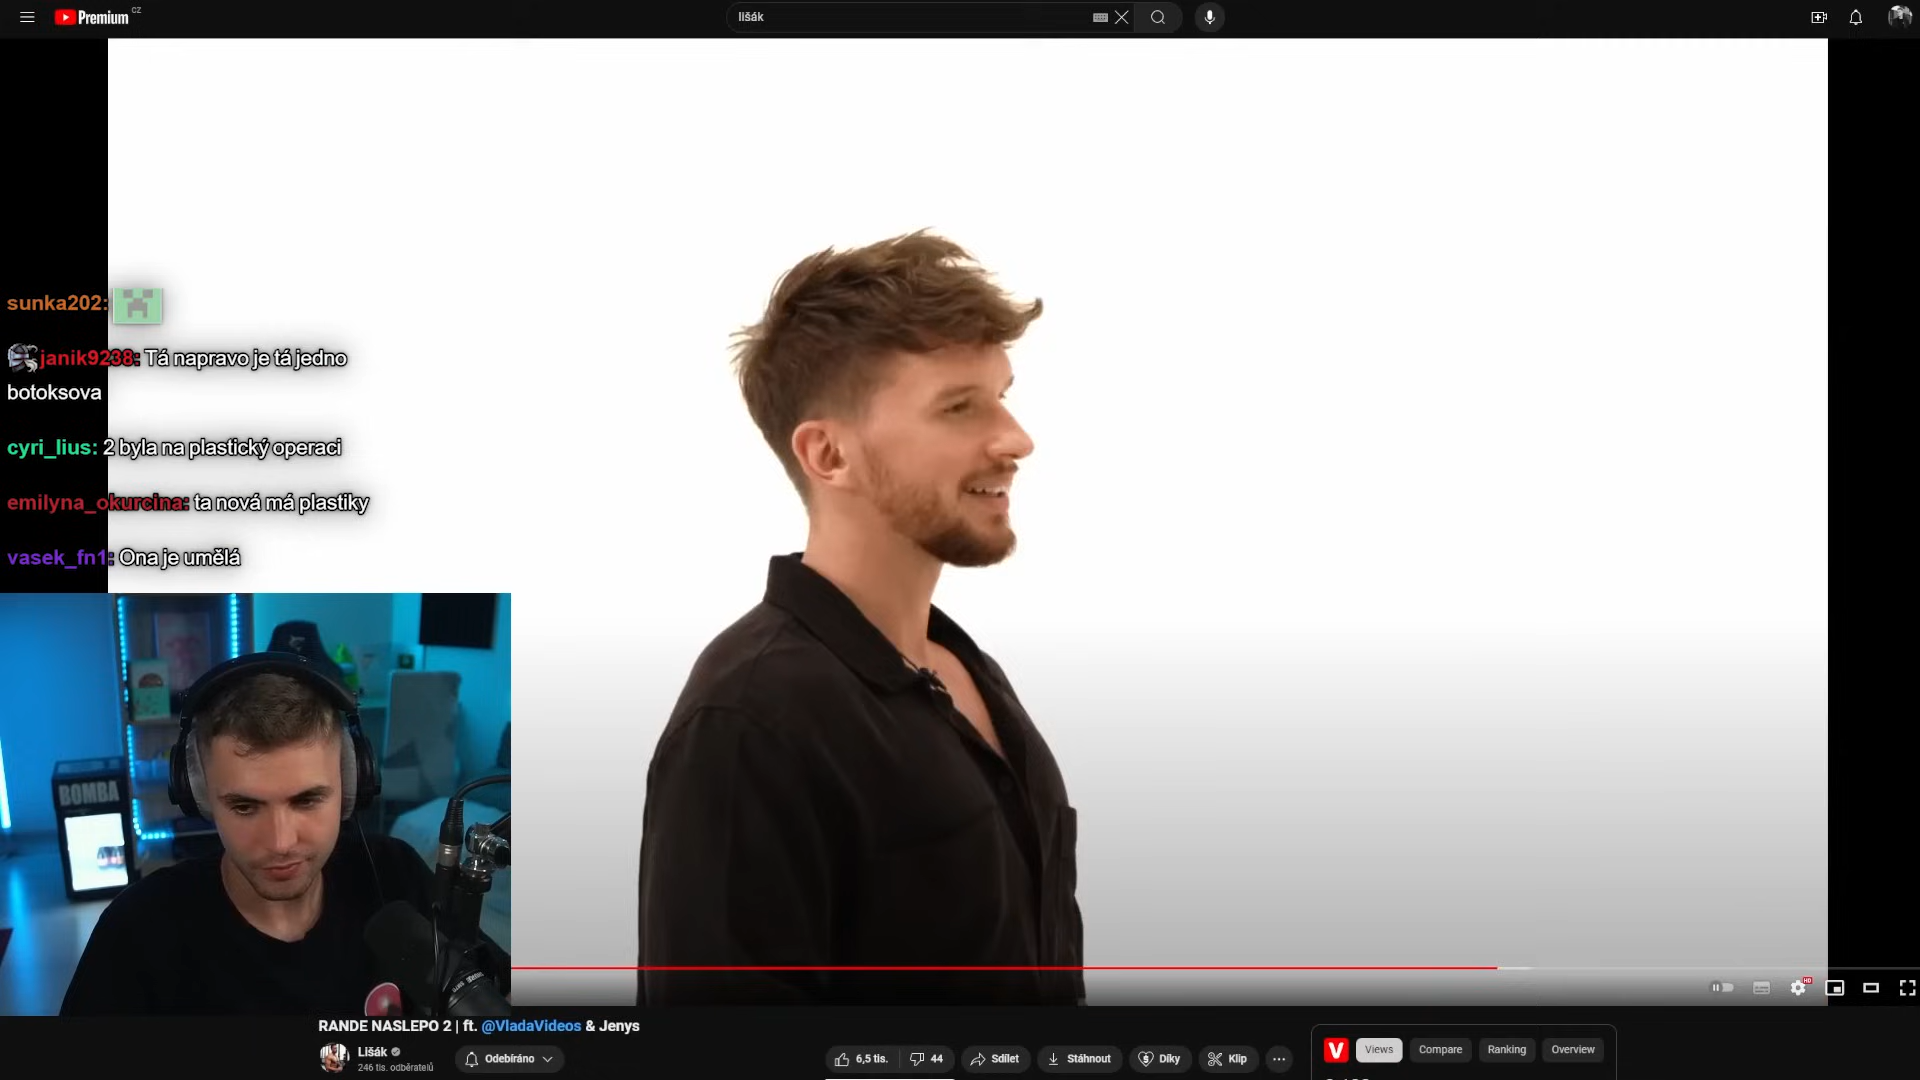 Premium CZ
lišák
sunka202:
janik9238: Tá napravo je tá jedno
botoksova
cyri_lius: 2 byla na plastický operaci
emilyna_okurcina: ta nová má plastiky
vasek_fn1: Ona je umělá
BOMBA
HD
RANDE NASLEPO 2 | ft. @VladaVideos & Jenys
Lišák
246 tis. odběratelů
Odebíráno
6,5 tis.
44
Sdílet
Stáhnout
Díky
Klip
Views
Compare
Ranking
Overview